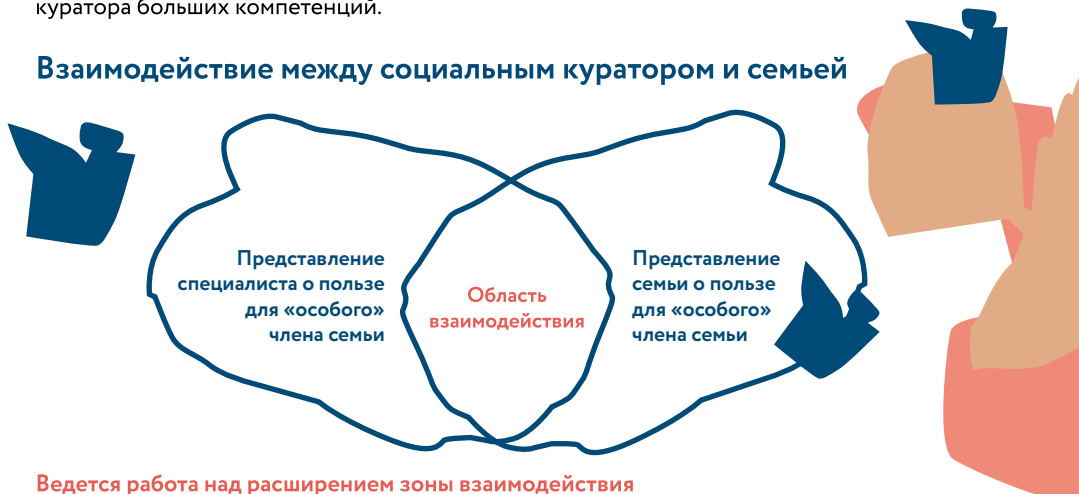 куратора больших компетенций.
Взаимодействие между социальным куратором и семьей
Представление
специалиста о пользе
для «особого»
члена семьи
Область
взаимодействия
Представление
семьи о пользе
для «особого»
члена семьи
Ведется работа над расширением зоны взаимодействия